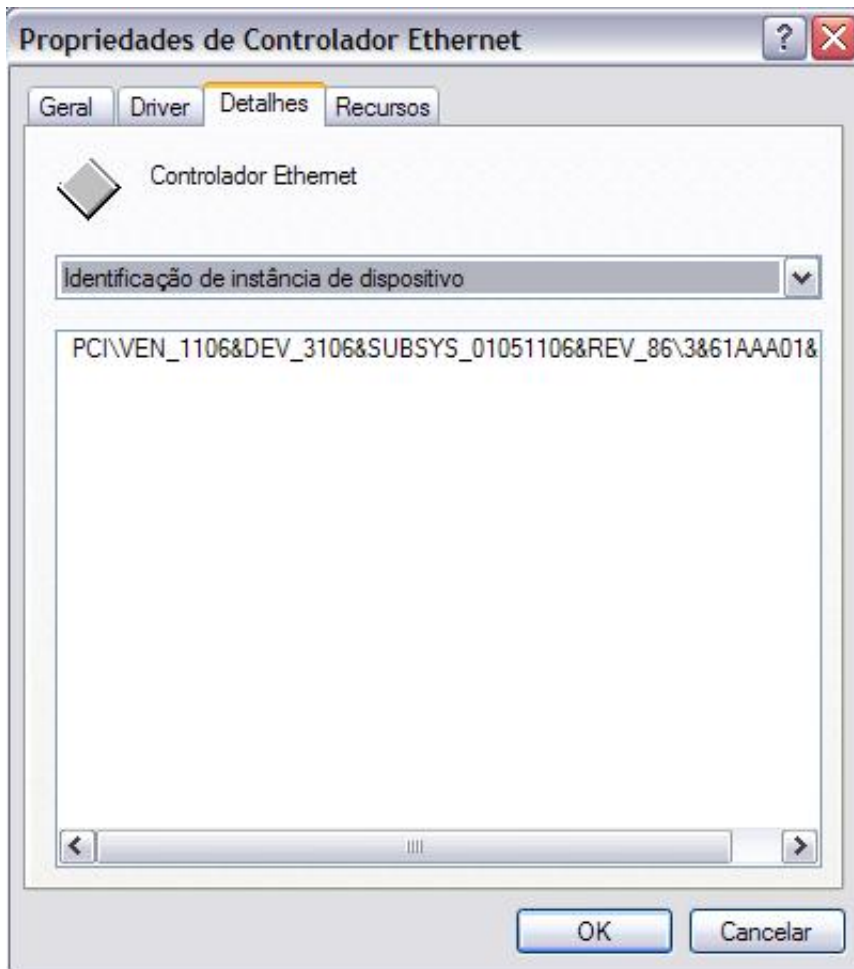 Propriedades de Controlador Ethernet
Geral Driver Detalhes Recursos
Controlador Ethernet
Identificação de instância de dispositivo
PCI\VEN_1106&DEV_3106&SUBSYS_01051106&REV_86\3&61AAA01&
OK Cancelar